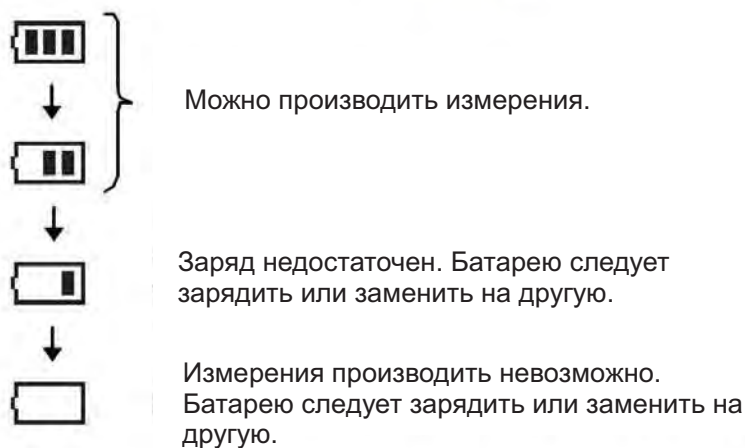 Можно производить измерения.
Заряд недостаточен. Батарею следует
зарядить или заменить на другую.
Измерения производить невозможно.
Батарею следует зарядить или заменить на
другую.